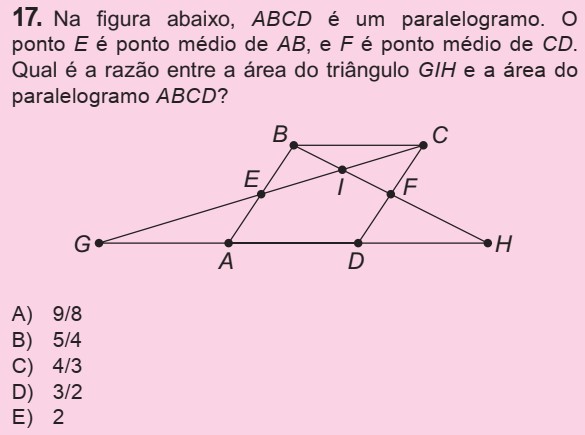 17. Na figura abaixo, ABCD é um paralelogramo. O
ponto E é ponto médio de AB, e F é ponto médio de CD.
Qual é a razão entre a área do triângulo GIH e a área do
paralelogramo ABCD?
B
C
E
I
F
G
A
D
H
A) 9/8
B) 5/4
C) 4/3
D) 3/2
E) 2